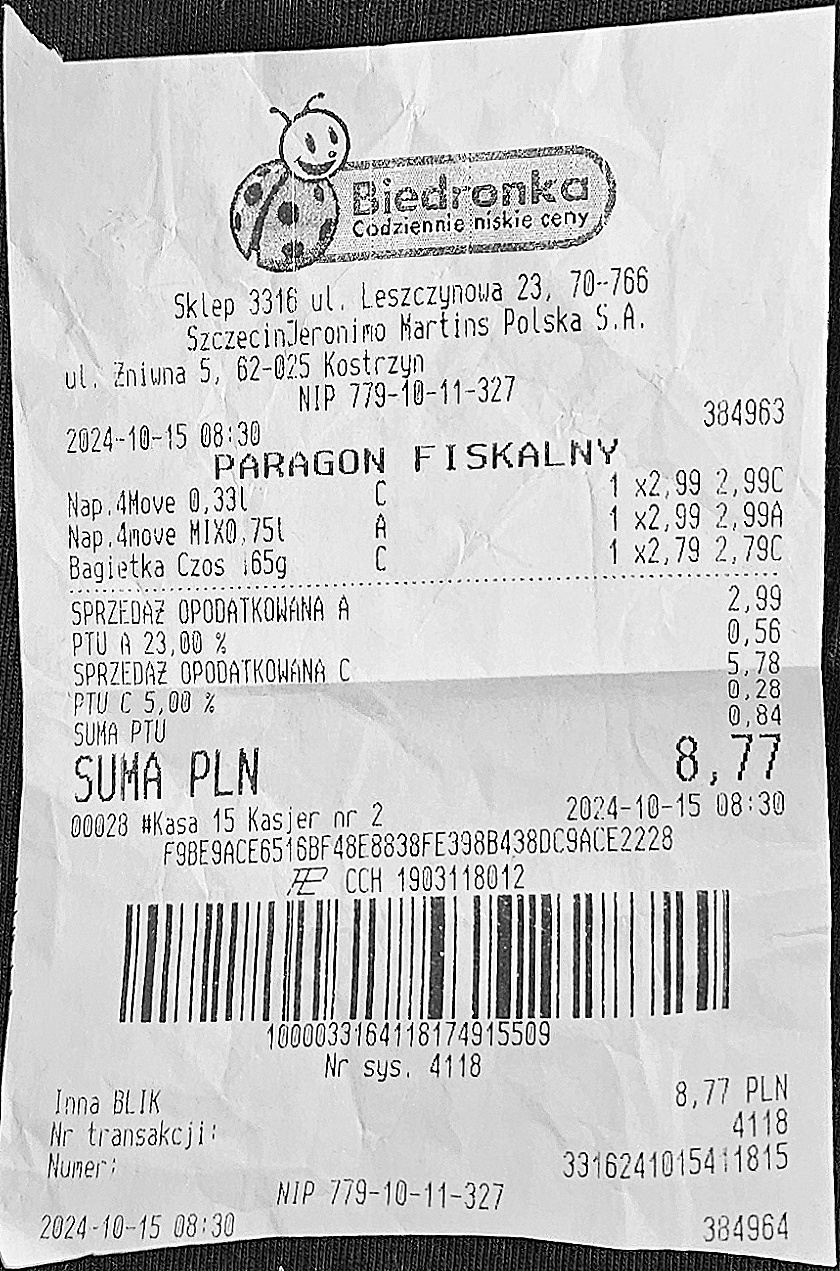 Biedronka
Codziennie niskie ceny
Sklep 3316 ul. Leszczynowa 23, 70-766
SzczecinJeronimo Martins Polska S.A.
ul. Żniwna 5, 62-025 Kostrzyn
NIP 779-10-11-327
2024-10-15 08:30 384963
PARAGON FISKALNY
Nap.4Move 0,33l C 1 x2,99 2,99C
Nap.4move MIX0,75l A 1 x2,99 2,99A
Bagietka Czos 165g C 1 x2,79 2,79C
SPRZEDAŻ OPODATKOWANA A 2,99
PTU A 23,00 % 0,56
SPRZEDAŻ OPODATKOWANA C 5,78
PTU C 5,00 % 0,28
SUMA PTU 0,84
SUMA PLN 8,77
00028 #Kasa 15 Kasjer nr 2 2024-10-15 08:30
F9BE9ACE6516BF48E8838FE398B438DC9ACE2228
CCH 1903118012
1000033164118174915509
Nr sys. 4118
Inna BLIK 8,77 PLN
Nr transakcji: 4118
Numer: 3316241015411815
NIP 779-10-11-327
2024-10-15 08:30 384964